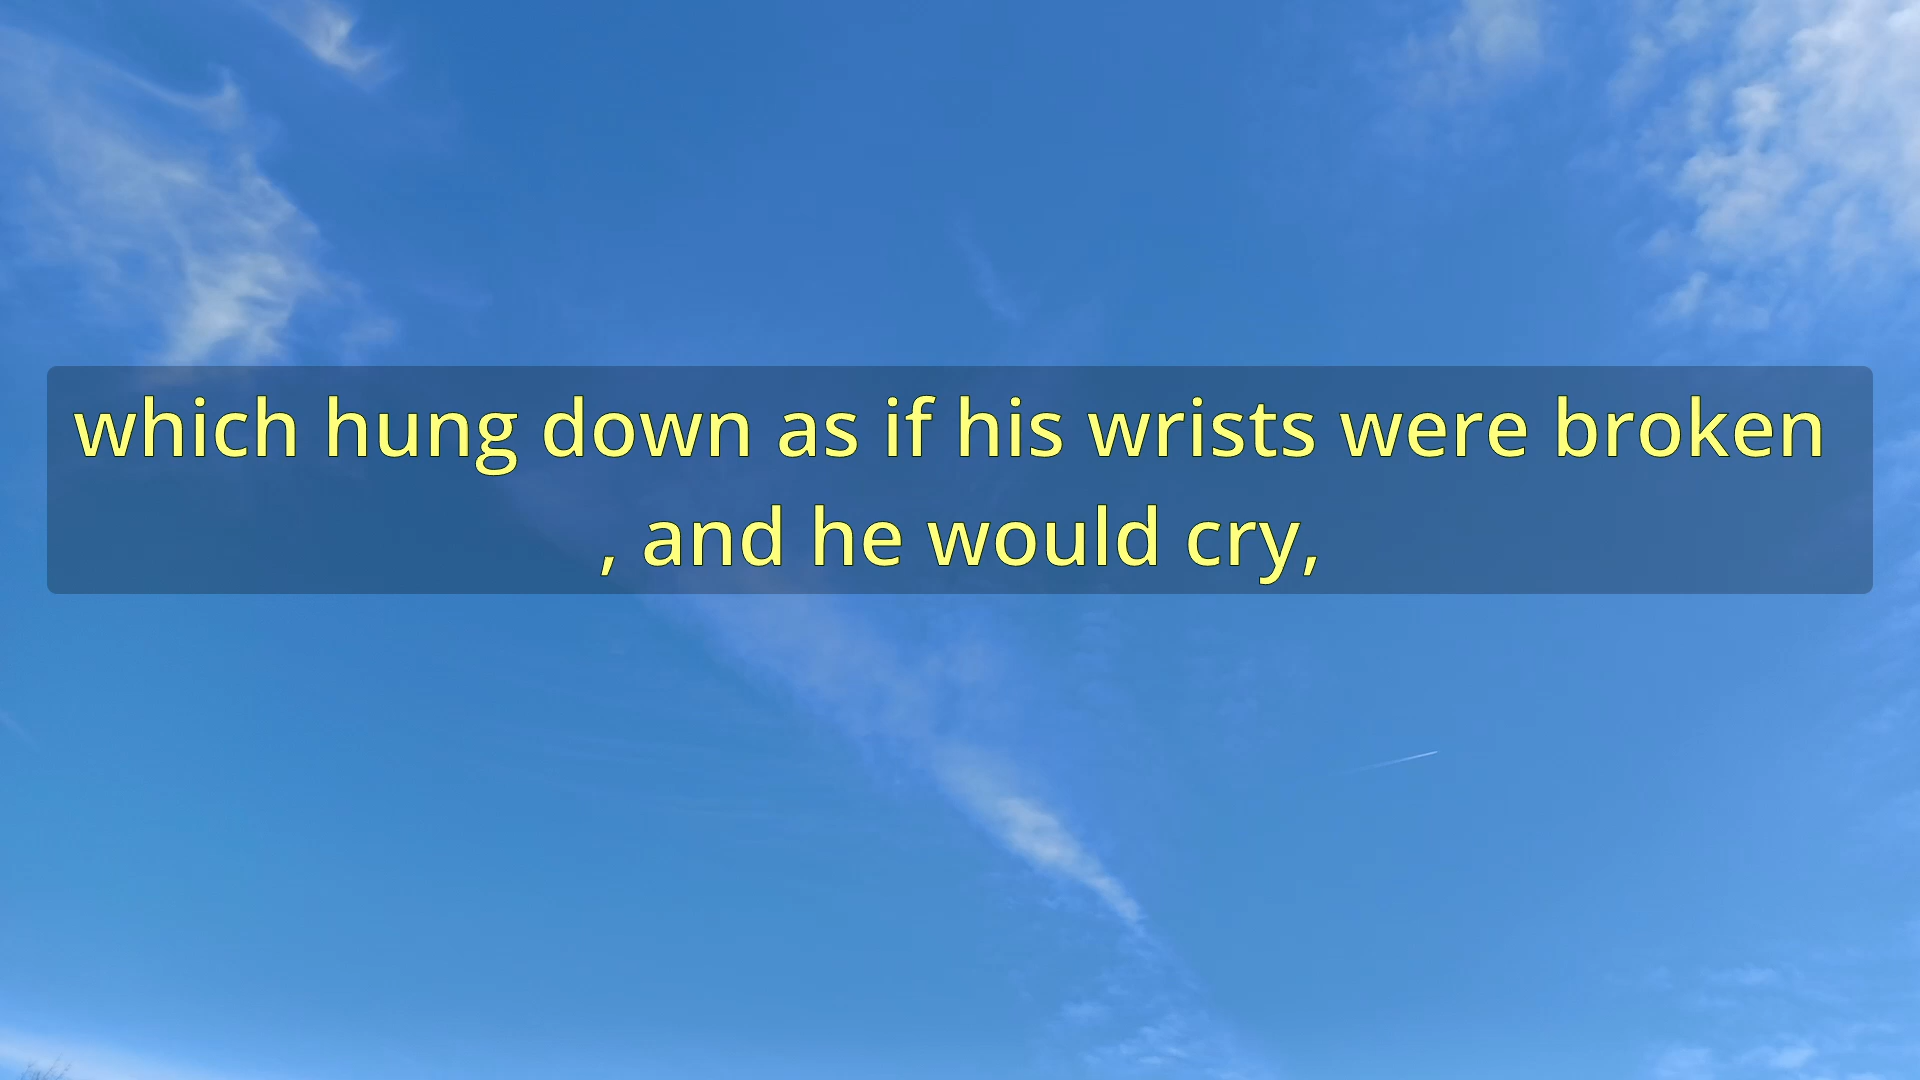 which hung down as if his wrists were broken
, and he would cry,